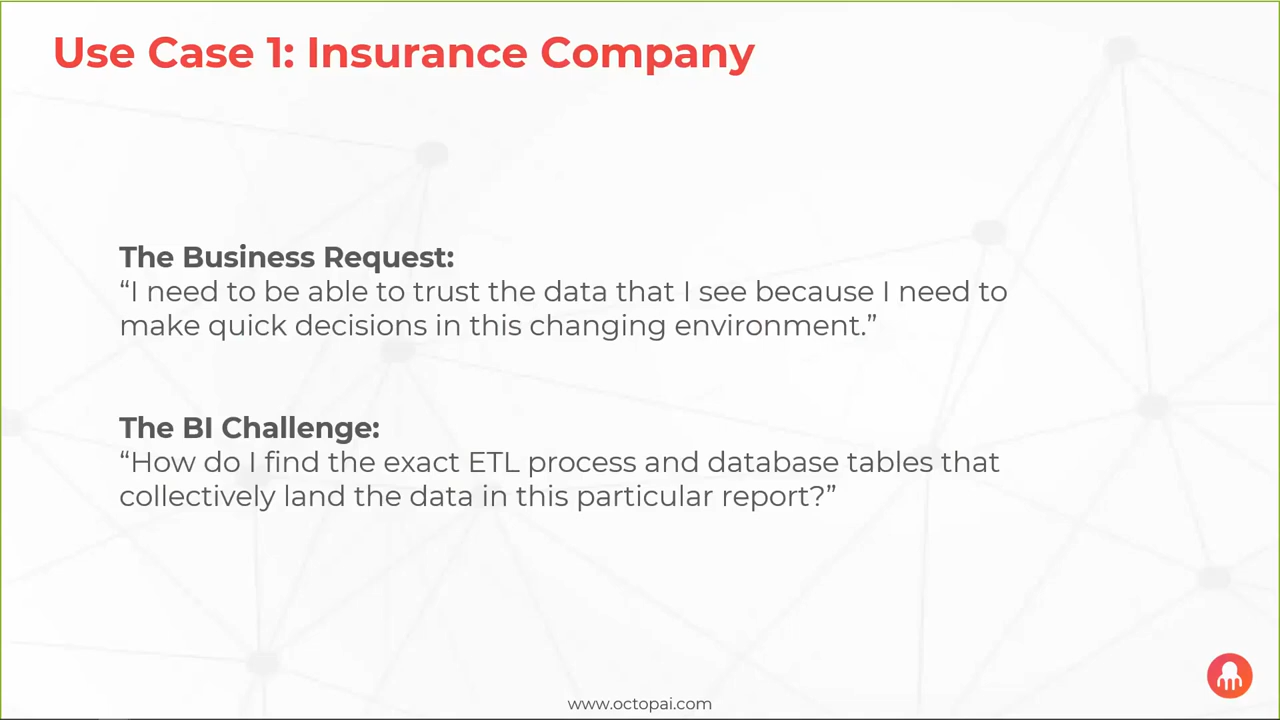 Use Case 1: Insurance Company
The Business Request:
“I need to be able to trust the data that I see because I need to
make quick decisions in this changing environment.”
The BI Challenge:
“How do I find the exact ETL process and database tables that
collectively land the data in this particular report?”
www.octopai.com